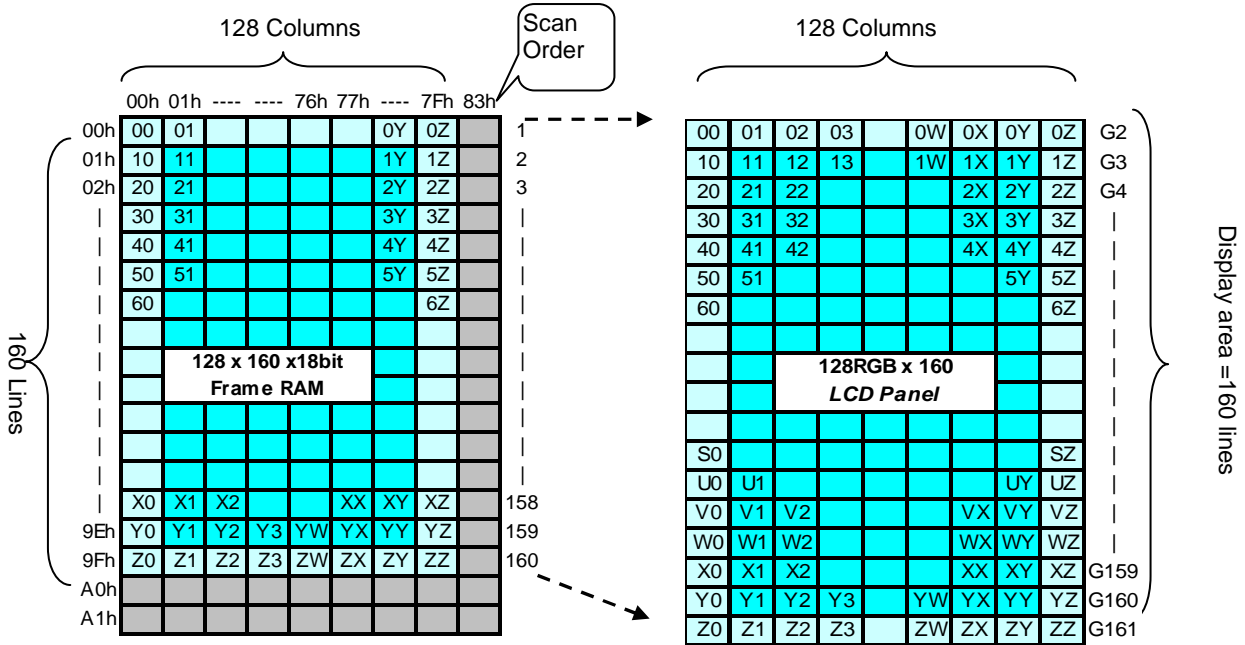 128 Columns
Scan
Order
128 Columns
00h 01h ---- ---- 76h 77h ---- 7Fh 83h
00h 00 01 0Y 0Z 1
01h 10 11 1Y 1Z 2
02h 20 21 2Y 2Z 3
30 31 3Y 3Z
40 41 4Y 4Z
50 51 5Y 5Z
60 6Z
128 x 160 x18bit
Frame RAM
X0 X1 X2 XX XY XZ 158
9Eh Y0 Y1 Y2 Y3 YW YX YY YZ 159
9Fh Z0 Z1 Z2 Z3 ZW ZX ZY ZZ 160
A0h
A1h
160 Lines
00 01 02 03 0W 0X 0Y 0Z G2
10 11 12 13 1W 1X 1Y 1Z G3
20 21 22 2X 2Y 2Z G4
30 31 32 3X 3Y 3Z
40 41 42 4X 4Y 4Z
50 51 5Y 5Z
60 6Z
128RGB x 160
LCD Panel
S0 SZ
U0 U1 UY UZ
V0 V1 V2 VX VY VZ
W0 W1 W2 WX WY WZ
X0 X1 X2 XX XY XZ G159
Y0 Y1 Y2 Y3 YW YX YY YZ G160
Z0 Z1 Z2 Z3 ZW ZX ZY ZZ G161
Display area =160 lines